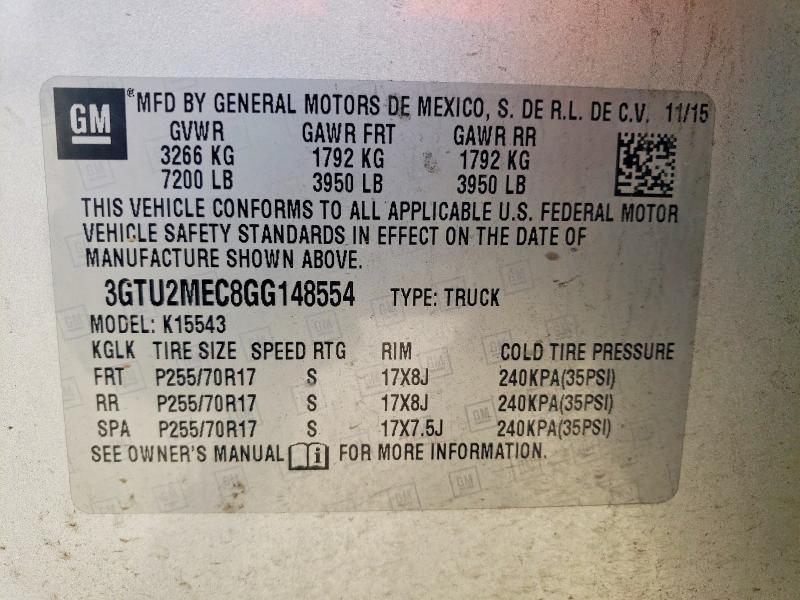 GM ® MFD BY GENERAL MOTORS DE MEXICO, S. DE R.L. DE C.V. 11/15
GVWR GAWR FRT GAWR RR
3266 KG 1792 KG 1792 KG
7200 LB 3950 LB 3950 LB
THIS VEHICLE CONFORMS TO ALL APPLICABLE U.S. FEDERAL MOTOR
VEHICLE SAFETY STANDARDS IN EFFECT ON THE DATE OF
MANUFACTURE SHOWN ABOVE.
3GTU2MEC8GG148554 TYPE: TRUCK
MODEL: K15543
KGLK TIRE SIZE SPEED RTG RIM COLD TIRE PRESSURE
FRT P255/70R17 S 17X8J 240KPA(35PSI)
RR P255/70R17 S 17X8J 240KPA(35PSI)
SPA P255/70R17 S 17X7.5J 240KPA(35PSI)
SEE OWNER'S MANUAL i FOR MORE INFORMATION.